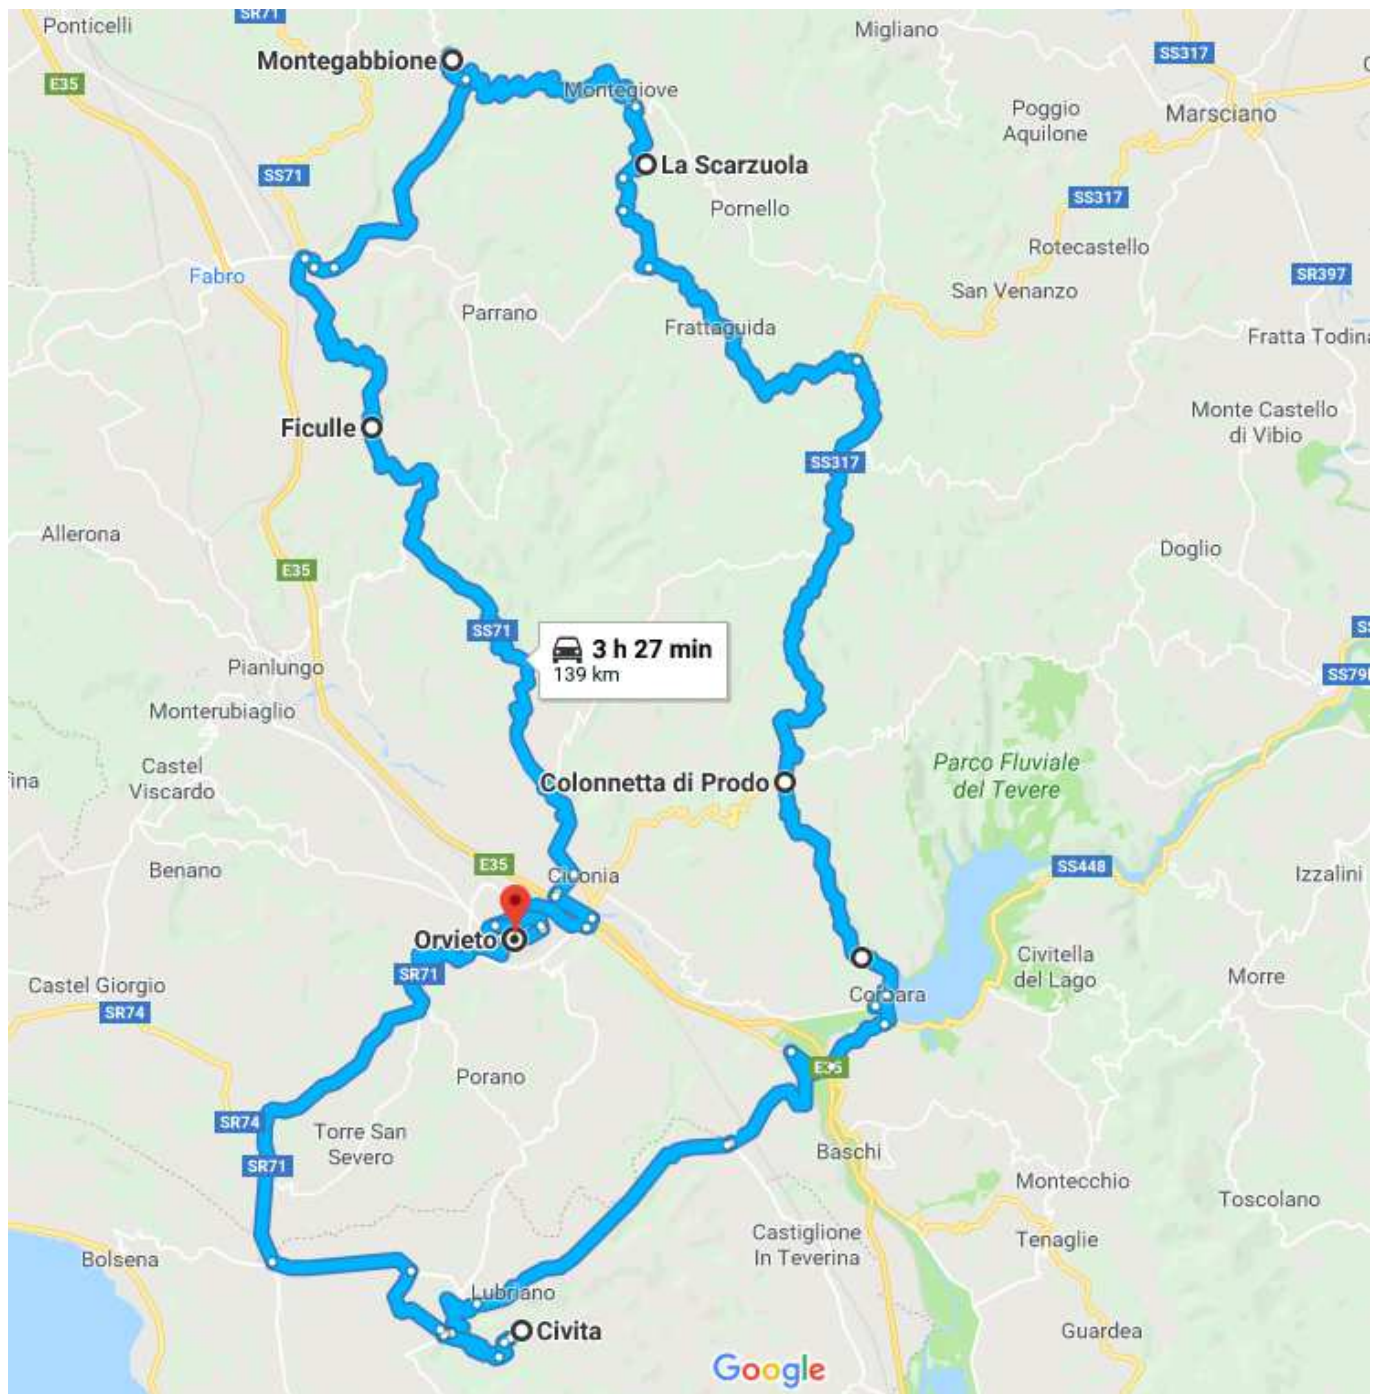 SR71
Ponticelli
Migliano
SS317
Montegabbione
E35
Montegiove
Poggio
Aquilone
Marsciano
SS71
La Scarzuola
SS317
Pornello
Rotecastello
Fabro
SR397
San Venanzo
Parrano
Frattaguida
Fratta Todina
Ficulle
Monte Castello
di Vibio
SS317
Allerona
Doglio
E35
SS71
3 h 27 min
139 km
Pianlungo
SS79
Monterubiaglio
Castel
Viscardo
Parco Fluviale
del Tevere
Colonnetta di Prodo
E35
Benano
Ciconia
SS448
Izzalini
Orvieto
SR71
Civitella
del Lago
Morre
Castel Giorgio
SR74
Corbara
E35
Porano
SR74
Torre San
Severo
SR71
Baschi
Montecchio
Toscolano
Castiglione
In Teverina
Tenaglie
Bolsena
Lubriano
Civita
Guardea
Google